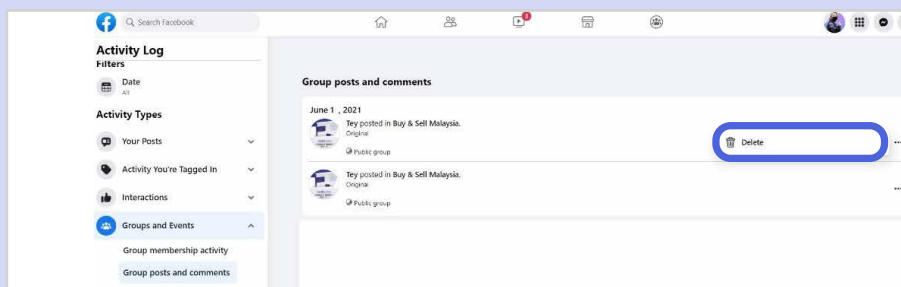 Search Facebook
3
Activity Log
Filters
Date
All
Activity Types
Your Posts
Activity You're Tagged In
Interactions
Groups and Events
Group membership activity
Group posts and comments
Group posts and comments
June 1 , 2021
Tey posted in Buy & Sell Malaysia.
Original
Public group
Delete
Tey posted in Buy & Sell Malaysia.
Original
Public group